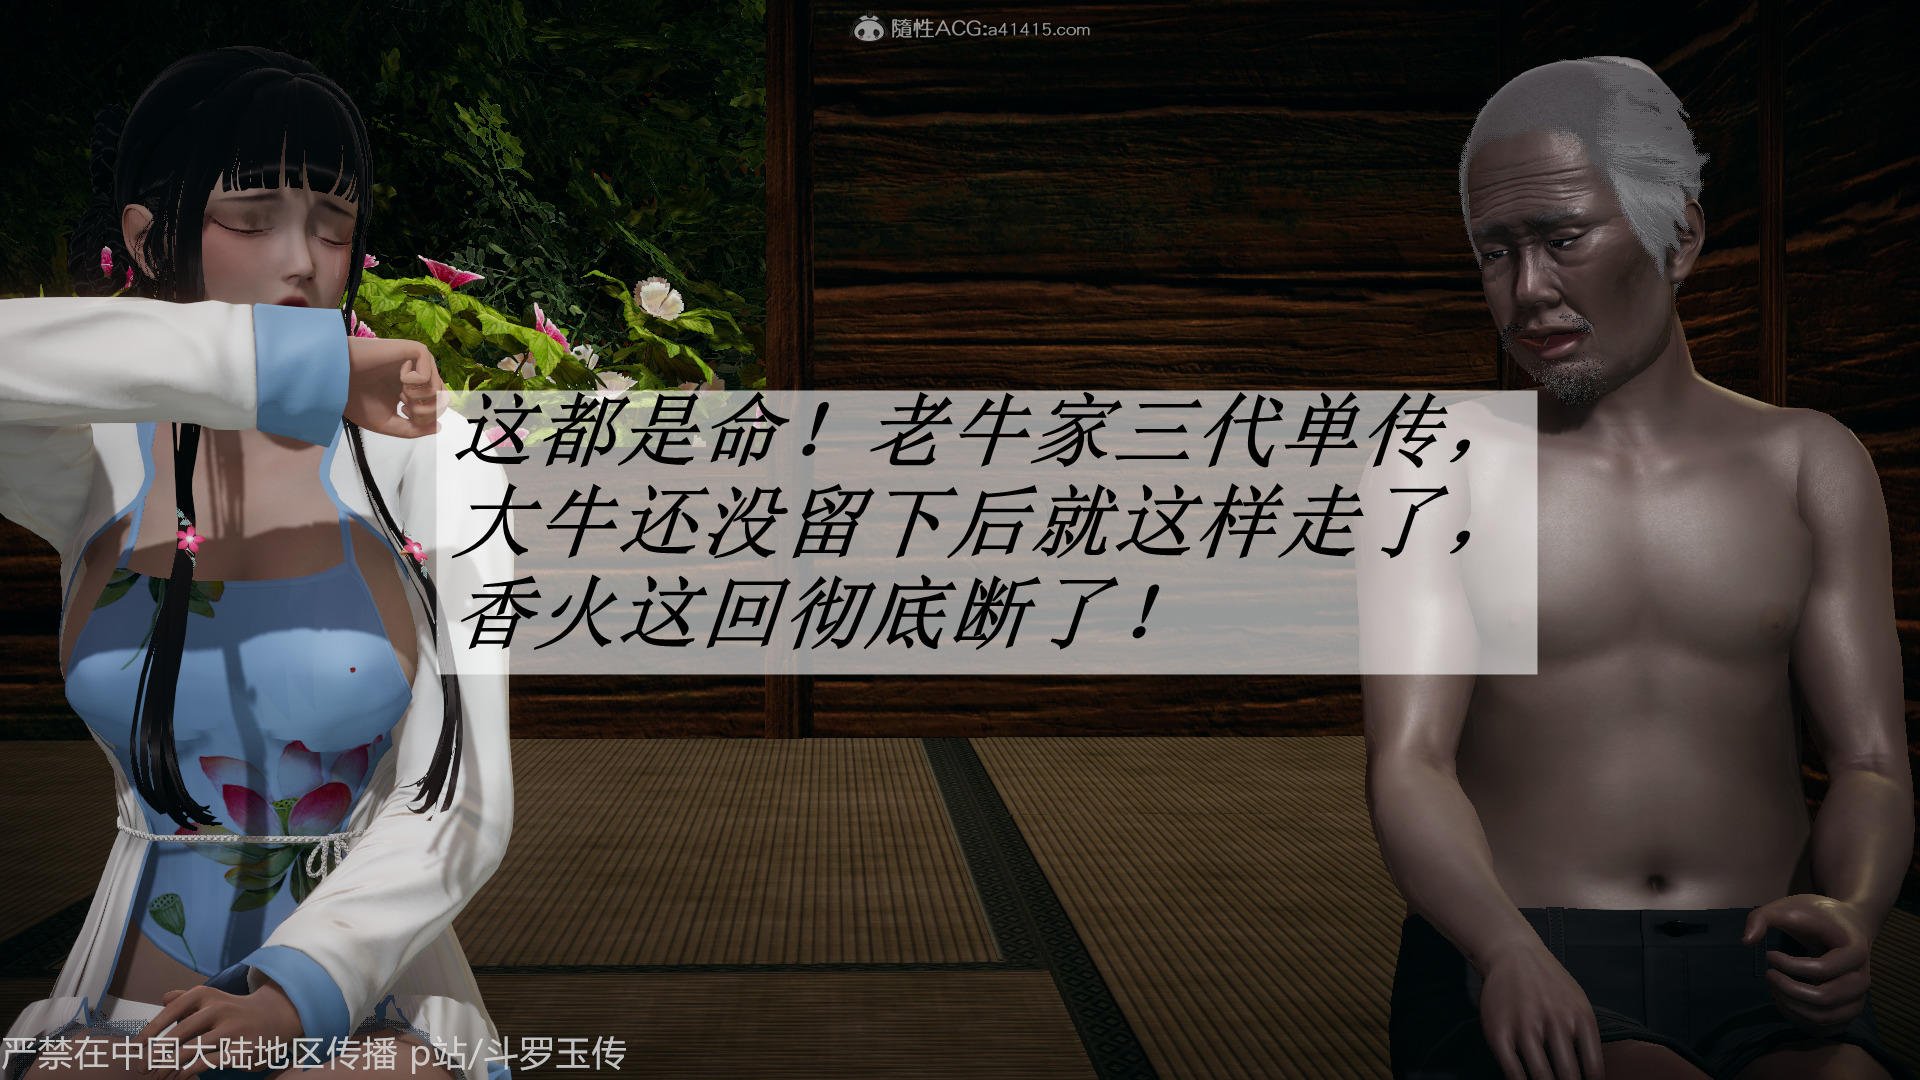 隨性ACG:a41415.com
这都是命！老牛家三代单传，
大牛还没留下后就这样走了，
香火这回彻底断了！
严禁在中国大陆地区传播 p站/斗罗玉传